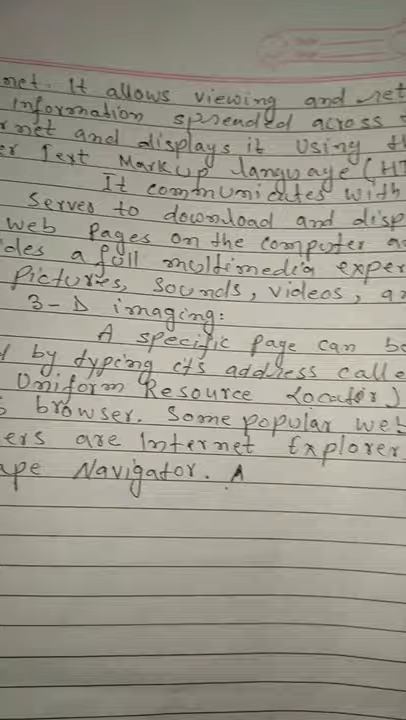 net. It allows viewing and ret
information spreaded across t
rnet and displays it using th
er Text Markup language (HT
It communicates with
serves to download and disp
web pages on the computer a
des a full multimedia exper
Pictures, sounds, videos, an
3-D imaging:
A specific page can be
d by typing its address calle
Uniform Resource Locator)
s browser. Some popular web
ers are Internet Explorer
ape Navigator. A